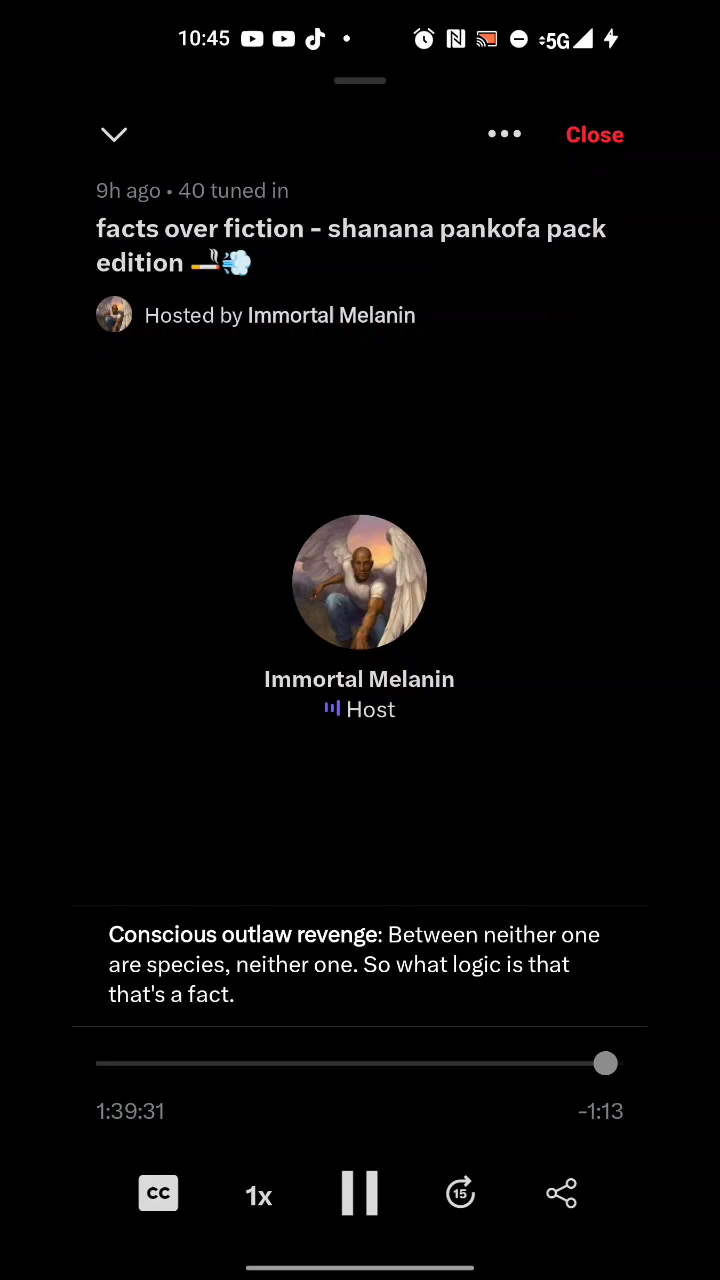 10:45 5G
Close
9h ago • 40 tuned in
facts over fiction - shanana pankofa pack
edition 🚬💨
Hosted by Immortal Melanin
Immortal Melanin
Host
Conscious outlaw revenge: Between neither one
are species, neither one. So what logic is that
that's a fact.
1:39:31 -1:13
CC 1x 15